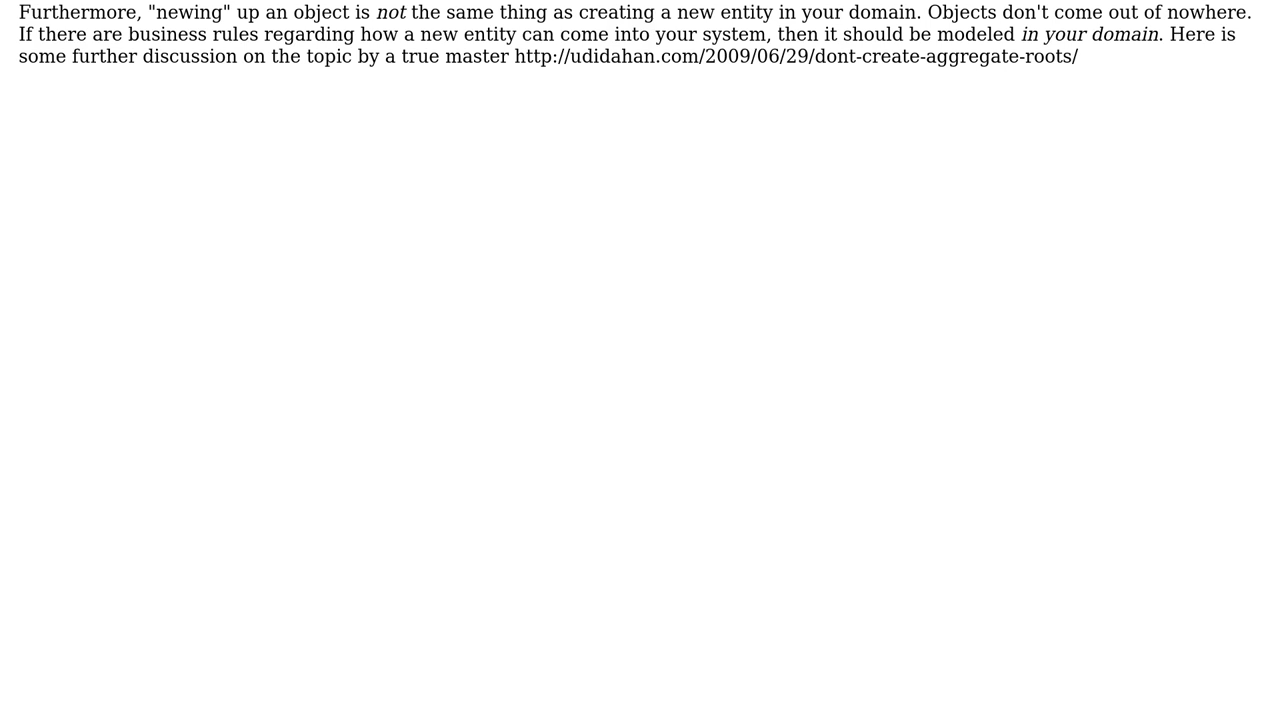 Furthermore, "newing" up an object is not the same thing as creating a new entity in your domain. Objects don't come out of nowhere.
If there are business rules regarding how a new entity can come into your system, then it should be modeled in your domain. Here is
some further discussion on the topic by a true master http://udidahan.com/2009/06/29/dont-create-aggregate-roots/